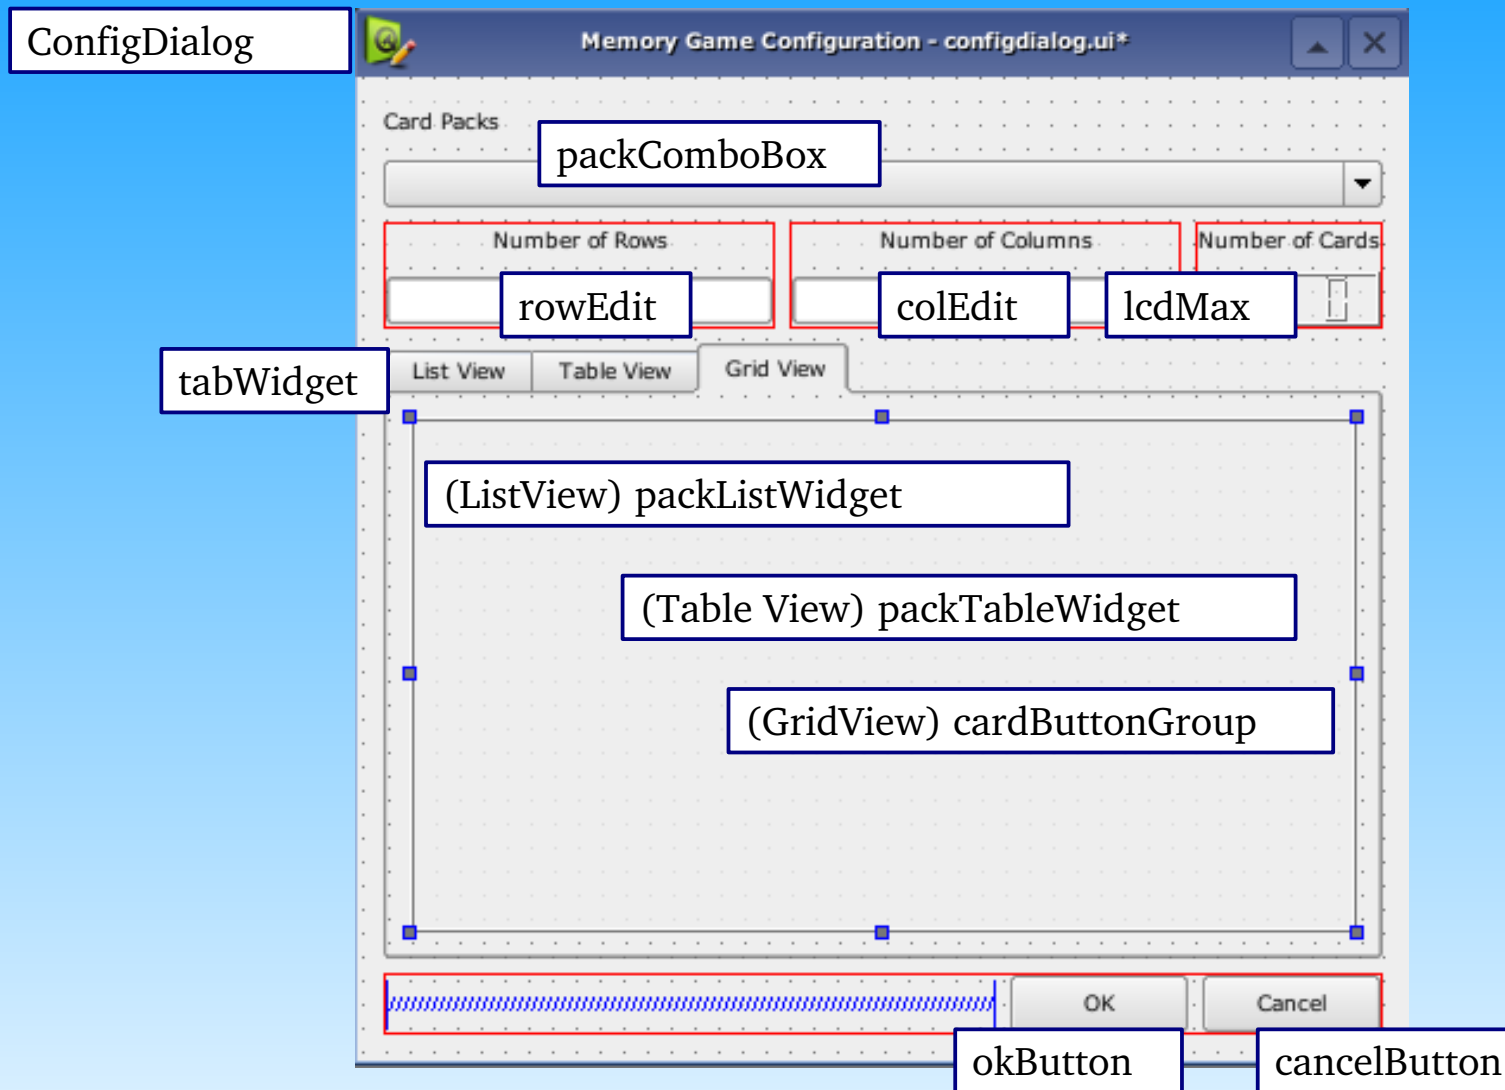 ConfigDialog
Memory Game Configuration - configdialog.ui*
Card Packs
packComboBox
Number of Rows
Number of Columns
Number of Cards
rowEdit
colEdit
lcdMax
0
tabWidget
List View
Table View
Grid View
(ListView) packListWidget
(Table View) packTableWidget
(GridView) cardButtonGroup
OK
Cancel
okButton
cancelButton